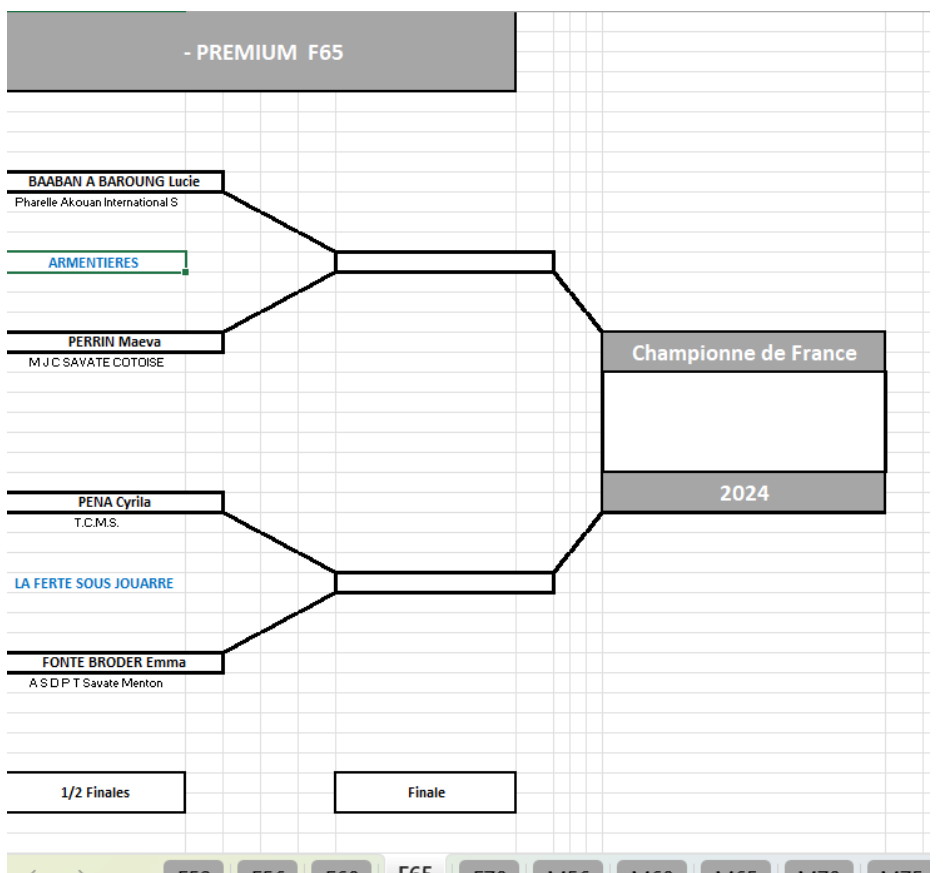 - PREMIUM F65
BAABAN A BAROUNG Lucie
Pharelle Akouan International S
ARMENTIERES
PERRIN Maeva
M J C SAVATE COTOISE
Championne de France
2024
PENA Cyrila
T.C.M.S.
LA FERTE SOUS JOUARRE
FONTE BRODER Emma
A S D P T Savate Menton
1/2 Finales
Finale
F65